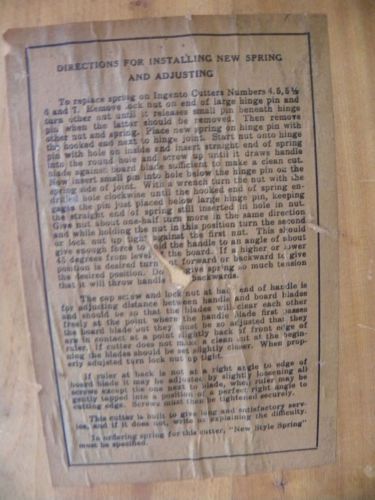 DIRECTIONS FOR INSTALLING NEW SPRING
AND ADJUSTING
To replace spring on Ingento Cutters Numbers 4, 5, 5½
6 and 7. Remove lock nut on end of large hinge pin and
turn other nut until it releases small pin beneath hinge
pin when the latter should be removed. Then remove
other nut and spring. Place new spring on hinge pin with
the hooked end next to hinge joint. Start nut onto hinge
pin with hole on inside and insert straight end of spring
into the round hole and screw up until it draws handle
blade against board blade sufficient to make a clean cut.
Now insert small pin into hole below the hinge pin or the
spring side of joint. With a wrench turn the nut with the
drilled hole clockwise until the hooked end of spring en-
gages the pin just placed below large hinge pin, keeping
the straight end of spring still inserted in hole in nut.
Give nut about one-half turn more in the same direction
and while holding the nut in this position turn the second
or lock nut up tight against the first nut. This should
give enough force to hold the handle to an angle of about
45 degrees from level of the board. If a higher or lower
position is desired turn nut forward or backward to give
the desired position. Do not give spring so much tension
that it will throw handle backwards.
The cap screw and lock nut at back end of handle is
for adjusting distance between handle and board blades
and should be so that the blades will clear each other
freely at the point where the handle blade first passes
the board blade but they must be so adjusted that they
are in contact at a point slightly back of front edge of
ruler. If cutter does not make a clean cut at the begin-
ning the blades should be set slightly closer. When prop-
erly adjusted turn lock nut up tight.
If ruler at back is not at a right angle to edge of
board blade it may be adjusted by slightly loosening all
screws except the one next to blade, when ruler may be
gently tapped into a position of a perfect right angle to
cutting edge. Screws must then be tightened securely.
This cutter is built to give long and satisfactory serv-
ice, and if it does not, write us explaining the difficulty.
In ordering spring for this cutter, "New Style Spring"
must be specified.